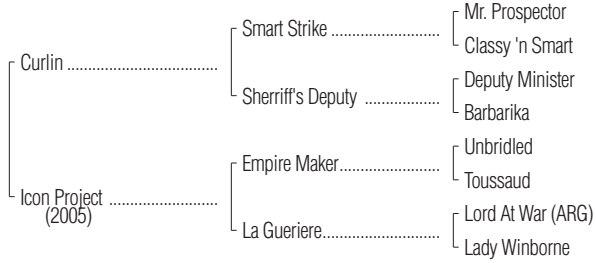 Mr. Prospector
Smart Strike ......................
Classy 'n Smart
Curlin ..............................
Deputy Minister
Sherriff's Deputy ...............
Barbarika
Unbridled
Empire Maker....................
Toussaud
Icon Project ......................
(2005)
Lord At War (ARG)
La Gueriere.......................
Lady Winborne